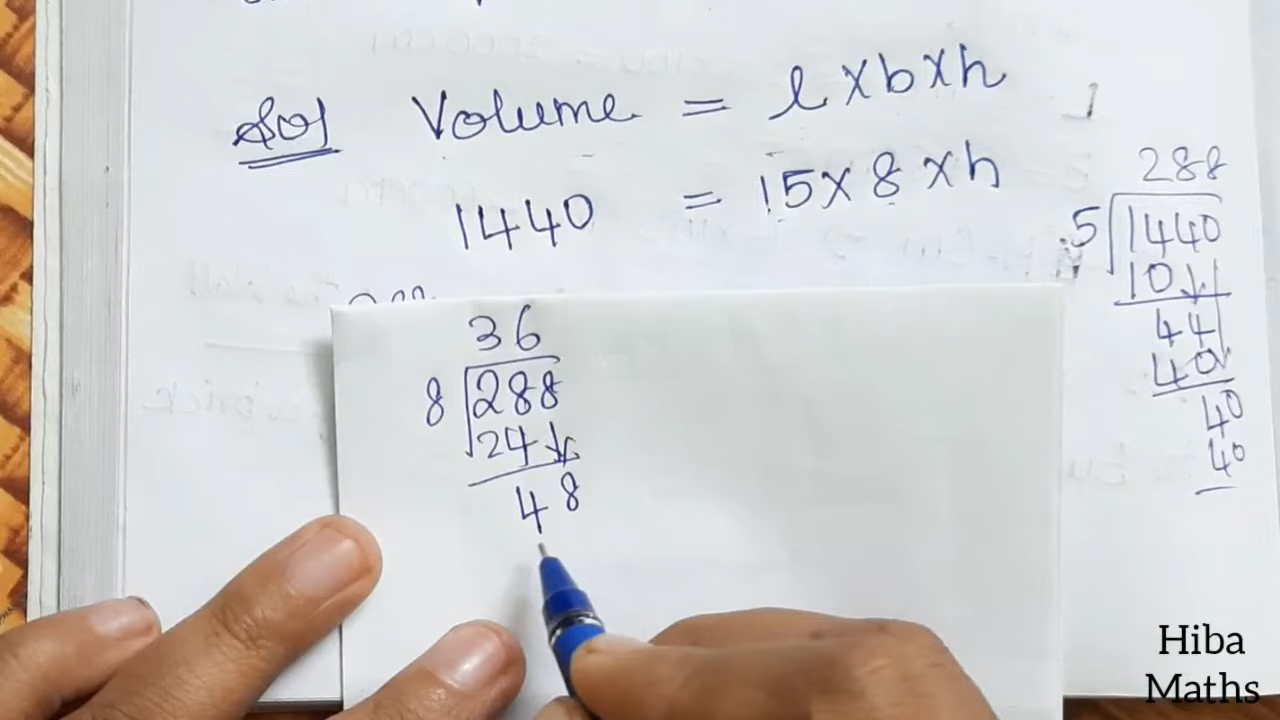 Sol Volume = l × b × h
1440 = 15 × 8 × h
288
5 1440
10
44
40
40
40
36
8 288
24
48
Hiba
Maths